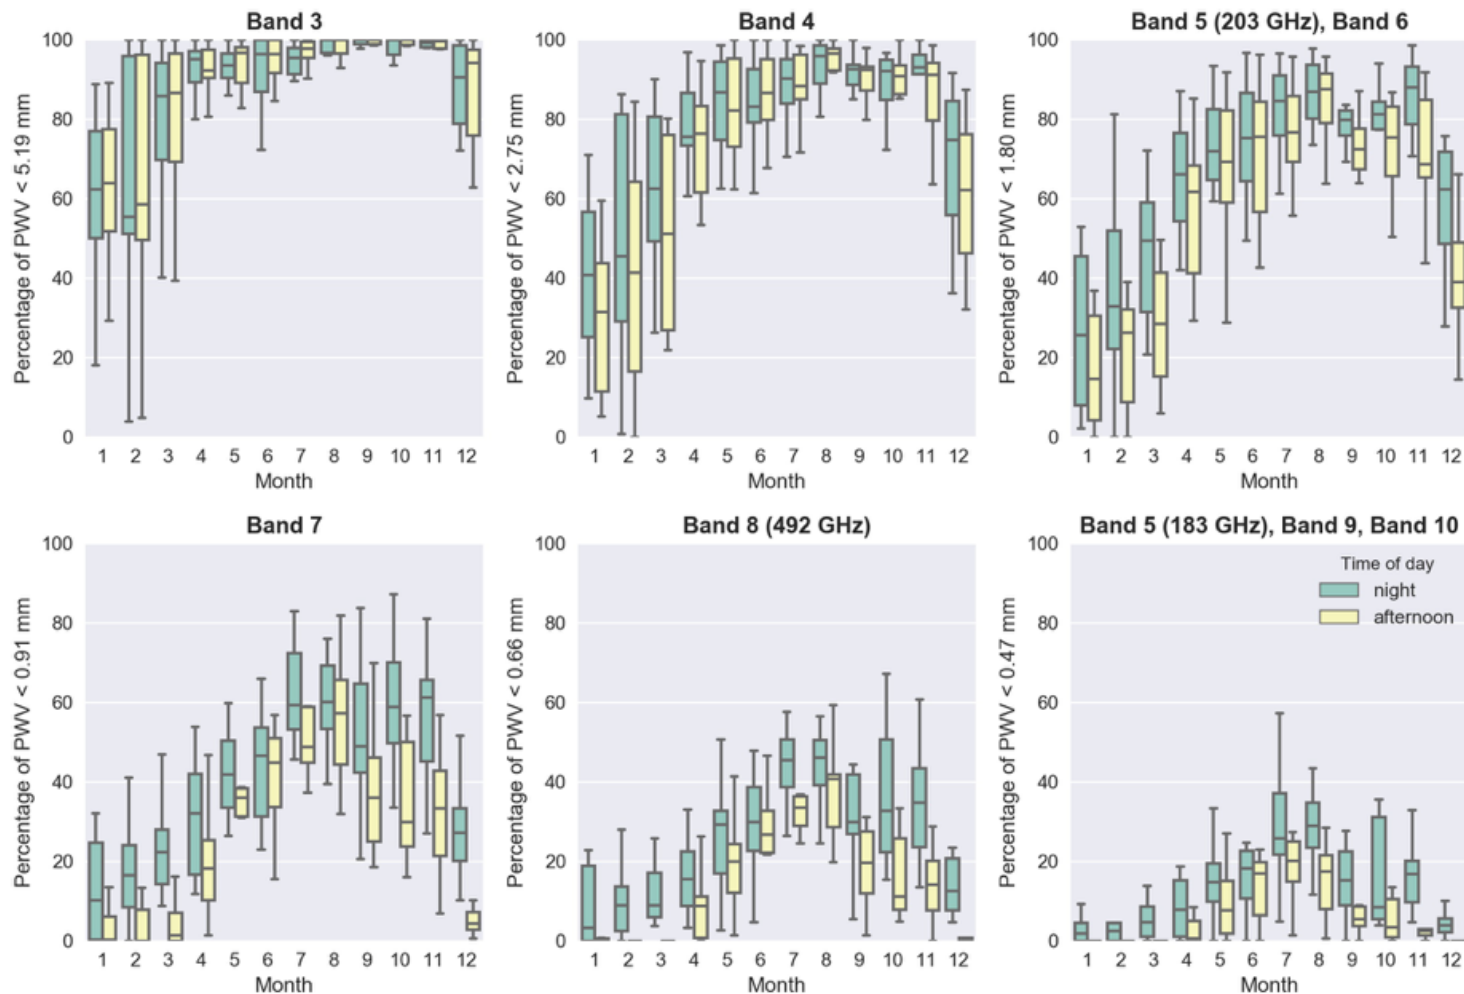 Band 3
Band 4
Band 5 (203 GHz), Band 6
Percentage of PWV < 5.19 mm
100
80
60
40
20
0
1 2 3 4 5 6 7 8 9 10 11 12
Month
Percentage of PWV < 2.75 mm
100
80
60
40
20
0
1 2 3 4 5 6 7 8 9 10 11 12
Month
Percentage of PWV < 1.80 mm
100
80
60
40
20
0
1 2 3 4 5 6 7 8 9 10 11 12
Month
Band 7
Band 8 (492 GHz)
Band 5 (183 GHz), Band 9, Band 10
Percentage of PWV < 0.91 mm
100
80
60
40
20
0
1 2 3 4 5 6 7 8 9 10 11 12
Month
Percentage of PWV < 0.66 mm
100
80
60
40
20
0
1 2 3 4 5 6 7 8 9 10 11 12
Month
Percentage of PWV < 0.47 mm
100
80
60
40
20
0
Time of day
night
afternoon
1 2 3 4 5 6 7 8 9 10 11 12
Month